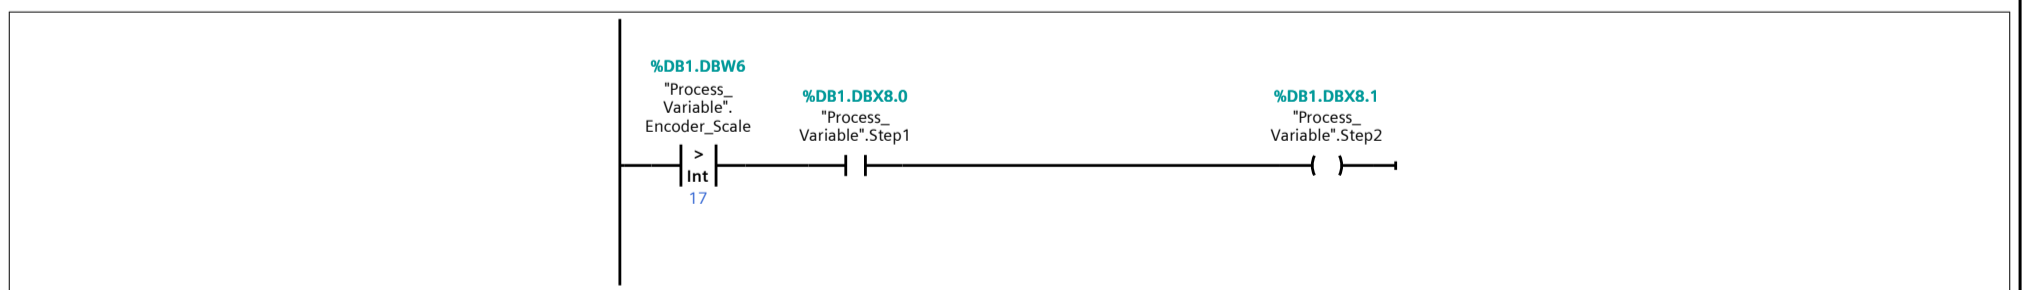 %DB1.DBW6
"Process_
Variable".
Encoder_Scale
>
Int
17
%DB1.DBX8.0
"Process_
Variable".Step1
%DB1.DBX8.1
"Process_
Variable".Step2